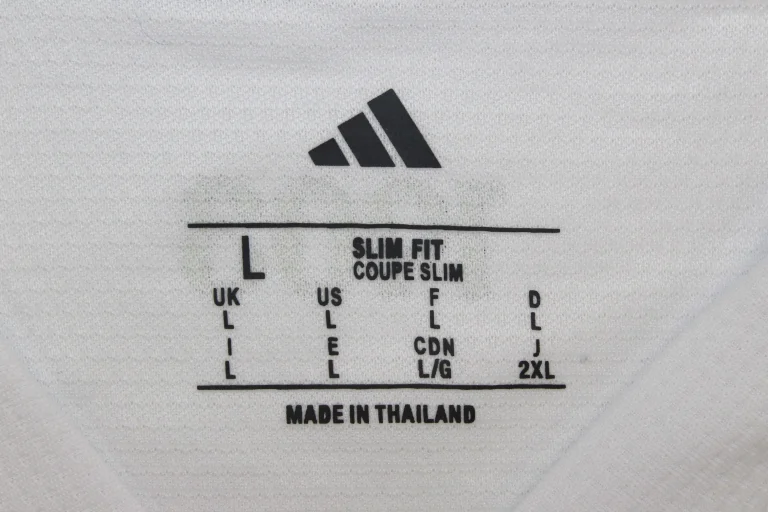 L SLIM FIT
COUPE SLIM
UK US F D
L L L L
I E CDN J
L L L/G 2XL
MADE IN THAILAND